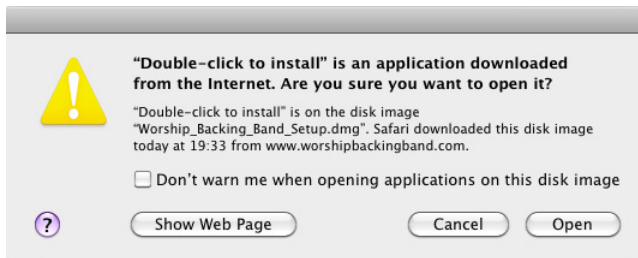 “Double-click to install” is an application downloaded
from the Internet. Are you sure you want to open it?
“Double-click to install” is on the disk image
“Worship_Backing_Band_Setup.dmg”. Safari downloaded this disk image
today at 19:33 from www.worshipbackingband.com.
Don’t warn me when opening applications on this disk image
?
Show Web Page
Cancel
Open